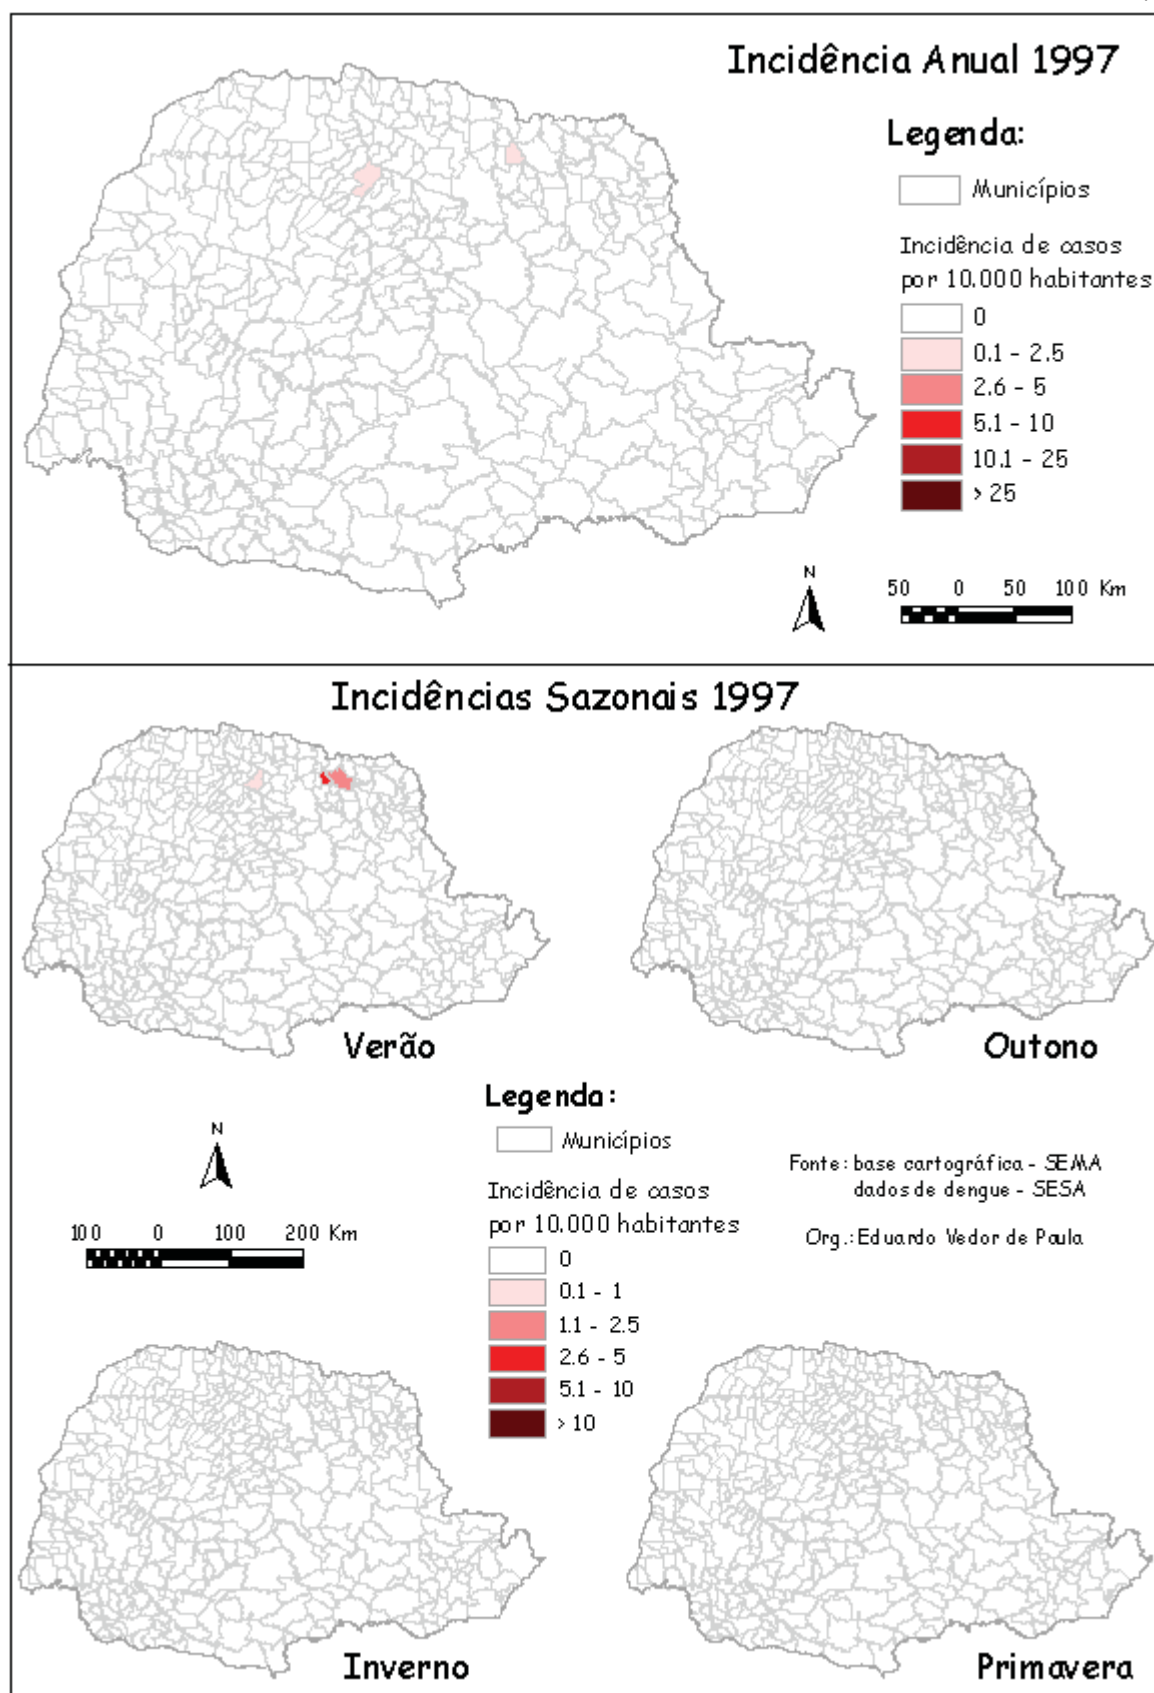 Incidência Anual 1997
Legenda:
Municípios
Incidência de casos
por 10.000 habitantes
0
0.1 - 2.5
2.6 - 5
5.1 - 10
10.1 - 25
> 25
N
50 0 50 100 Km
Incidências Sazonais 1997
Verão
Outono
Legenda:
Municípios
Incidência de casos
por 10.000 habitantes
0
0.1 - 1
1.1 - 2.5
2.6 - 5
5.1 - 10
> 10
N
100 0 100 200 Km
Fonte: base cartográfica - SEMA
dados de dengue - SESA
Org.: Eduardo Vedor de Paula
Inverno
Primavera